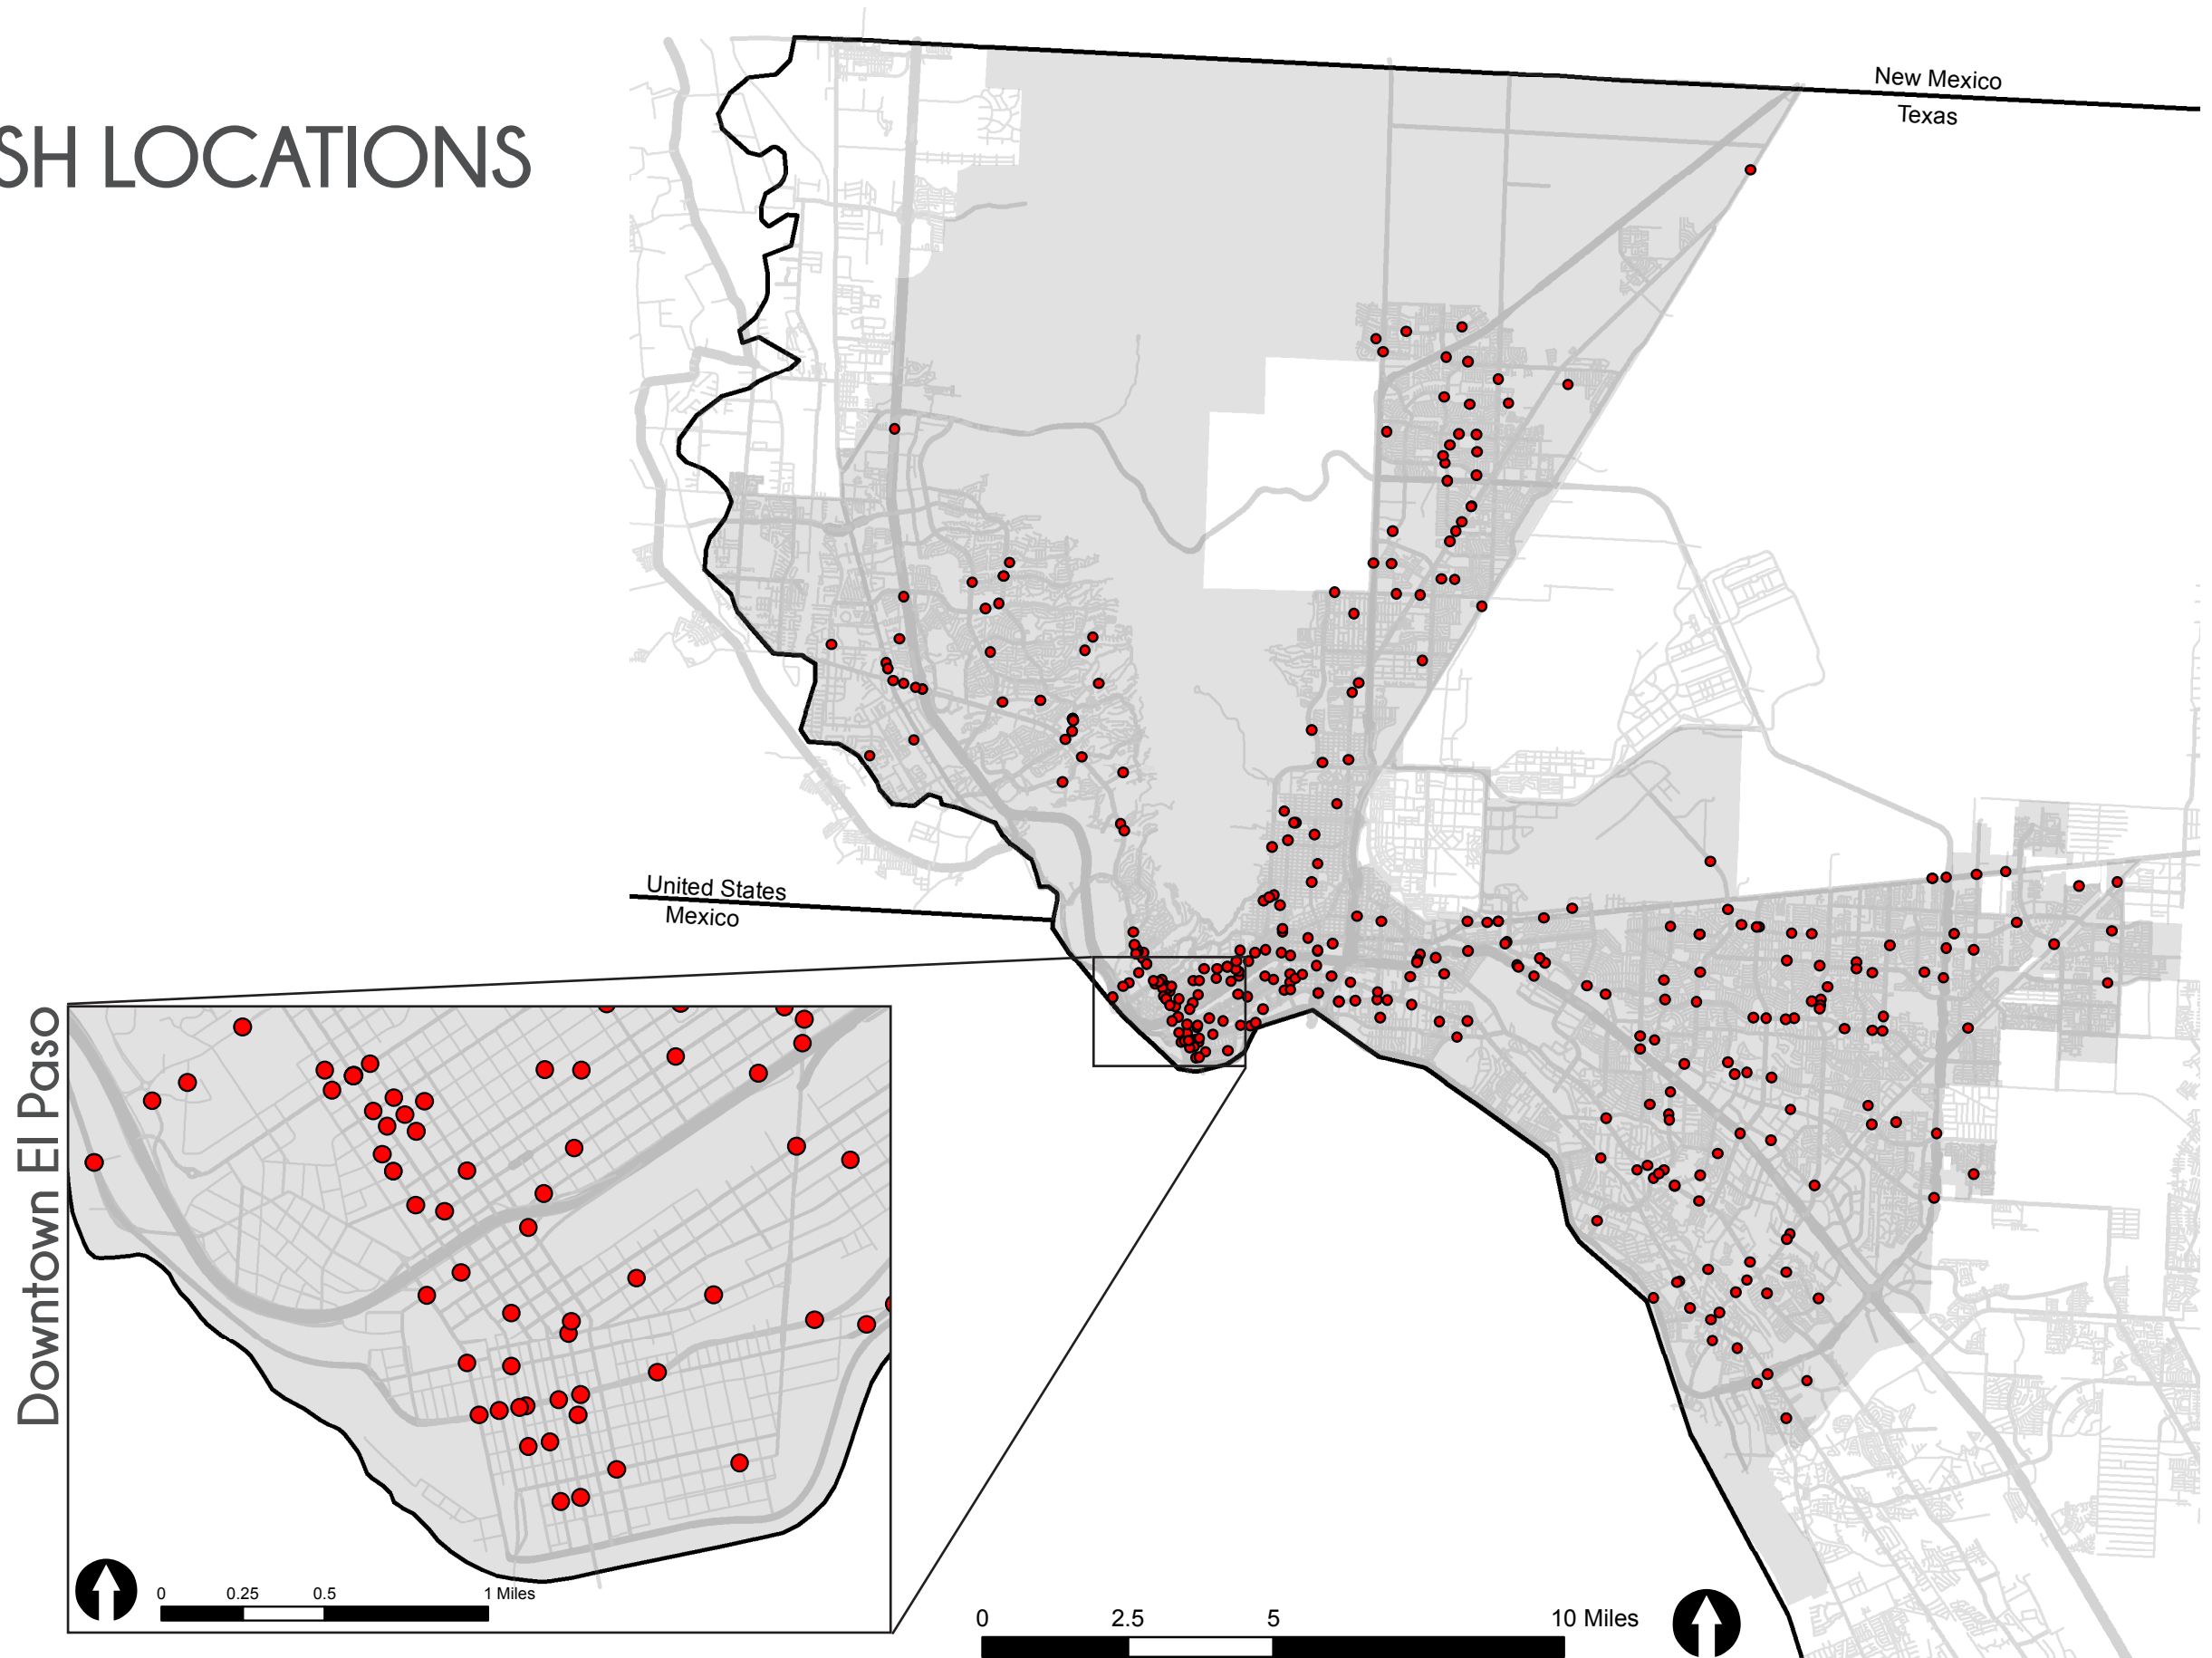 SH LOCATIONS
New Mexico
Texas
United States
Mexico
Downtown El Paso
0 0.25 0.5 1 Miles
0 2.5 5 10 Miles